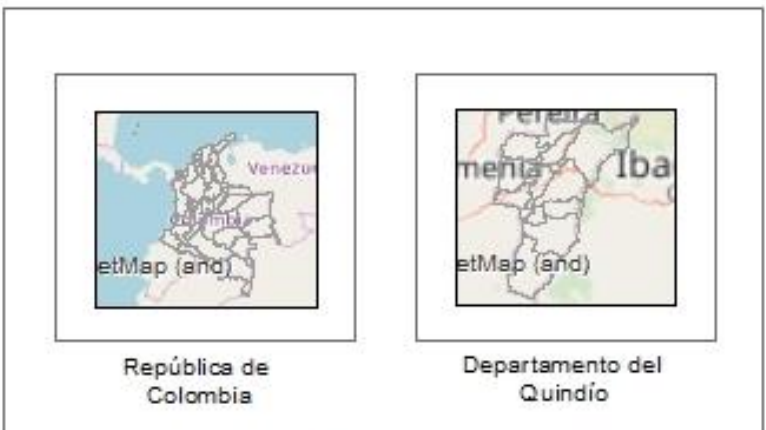 Venezu
Colombia
etMap (and)
República de
Colombia
Pereira
menia
Iba
etMap (and)
Departamento del
Quindío